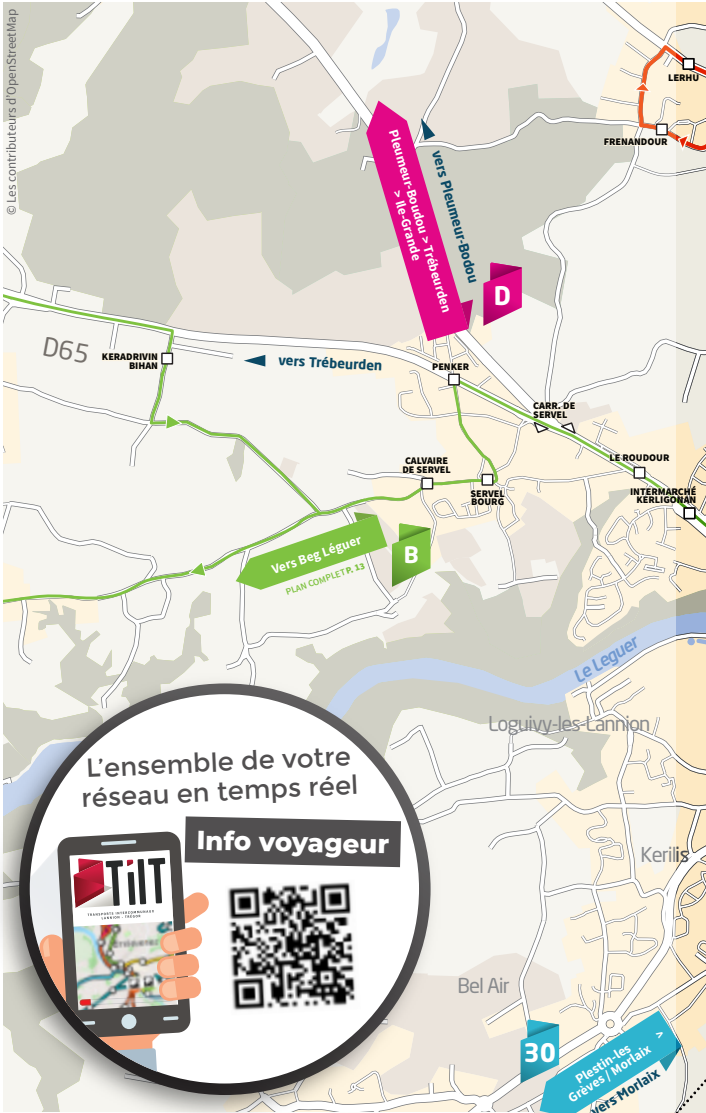 © Les contributeurs d'OpenStreetMap
LERHU
FRENANDOUR
Pleumeur-Boudou > Trébeurden
> Ile-Grande
vers Pleumeur-Bodou
D
D65
KERADRIVIN
BIHAN
vers Trébeurden
PENKER
CARR. DE
SERVEL
CALVAIRE
DE SERVEL
SERVEL
BOURG
LE ROUDOUR
INTERMARCHÉ
KERLIGONAN
Vers Beg Léguer
PLAN COMPLET P. 13
B
Le Leguer
Loguivy-les-Lannion
L'ensemble de votre
réseau en temps réel
Info voyageur
TiLT
TRANSPORTS INTERCOMMUNAUX
LANNION - TRÉGOR
Kerilis
Bel Air
30
Plestin-les >
Grèves / Morlaix
vers Morlaix